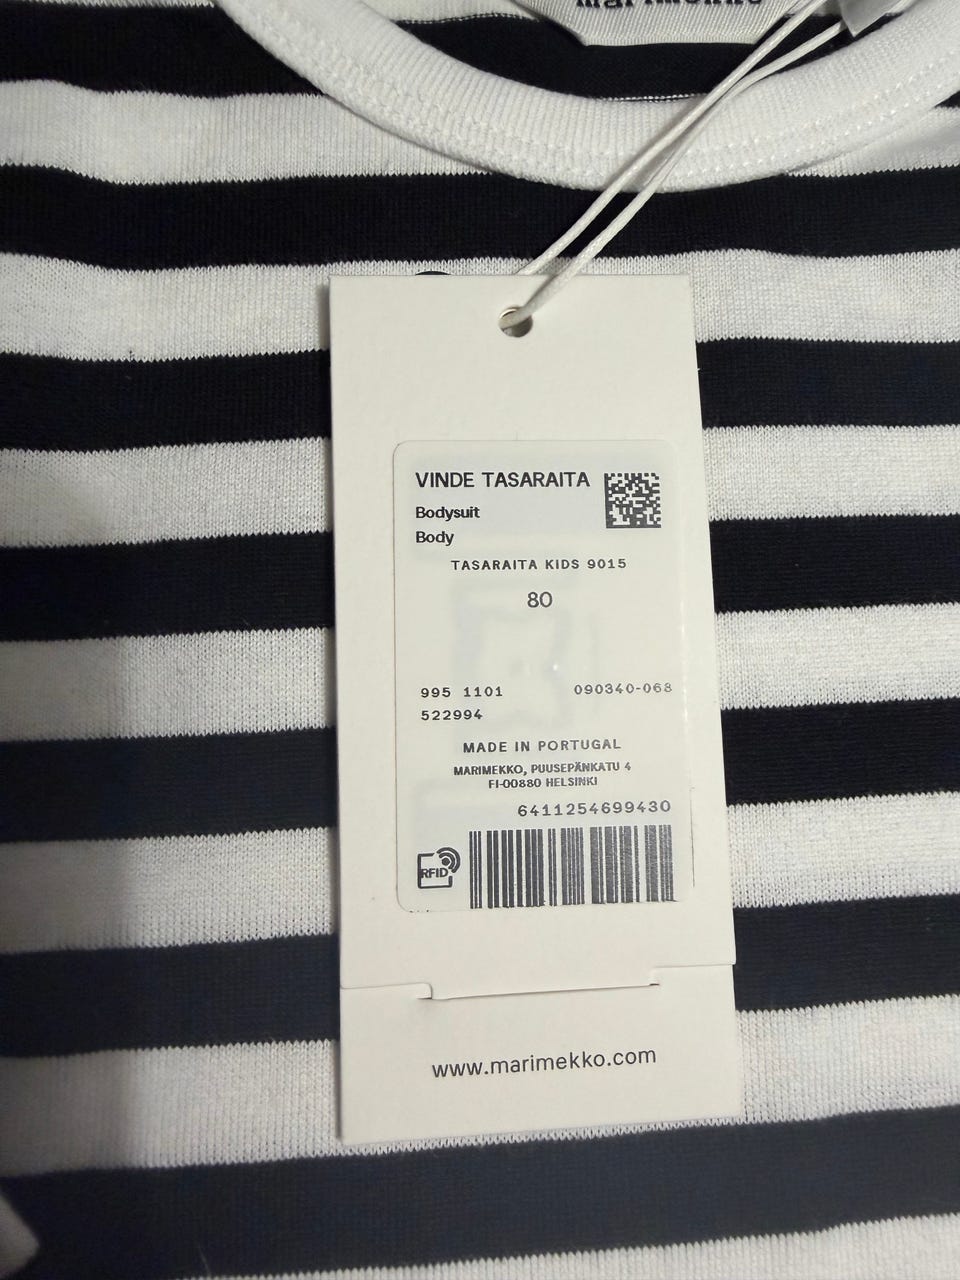 marimekko
VINDE TASARAITA
Bodysuit
Body
TASARAITA KIDS 9015
80
995 1101 090340-068
522994
MADE IN PORTUGAL
MARIMEKKO, PUUSEPÄNKATU 4
FI-00880 HELSINKI
6411254699430
RFID
www.marimekko.com